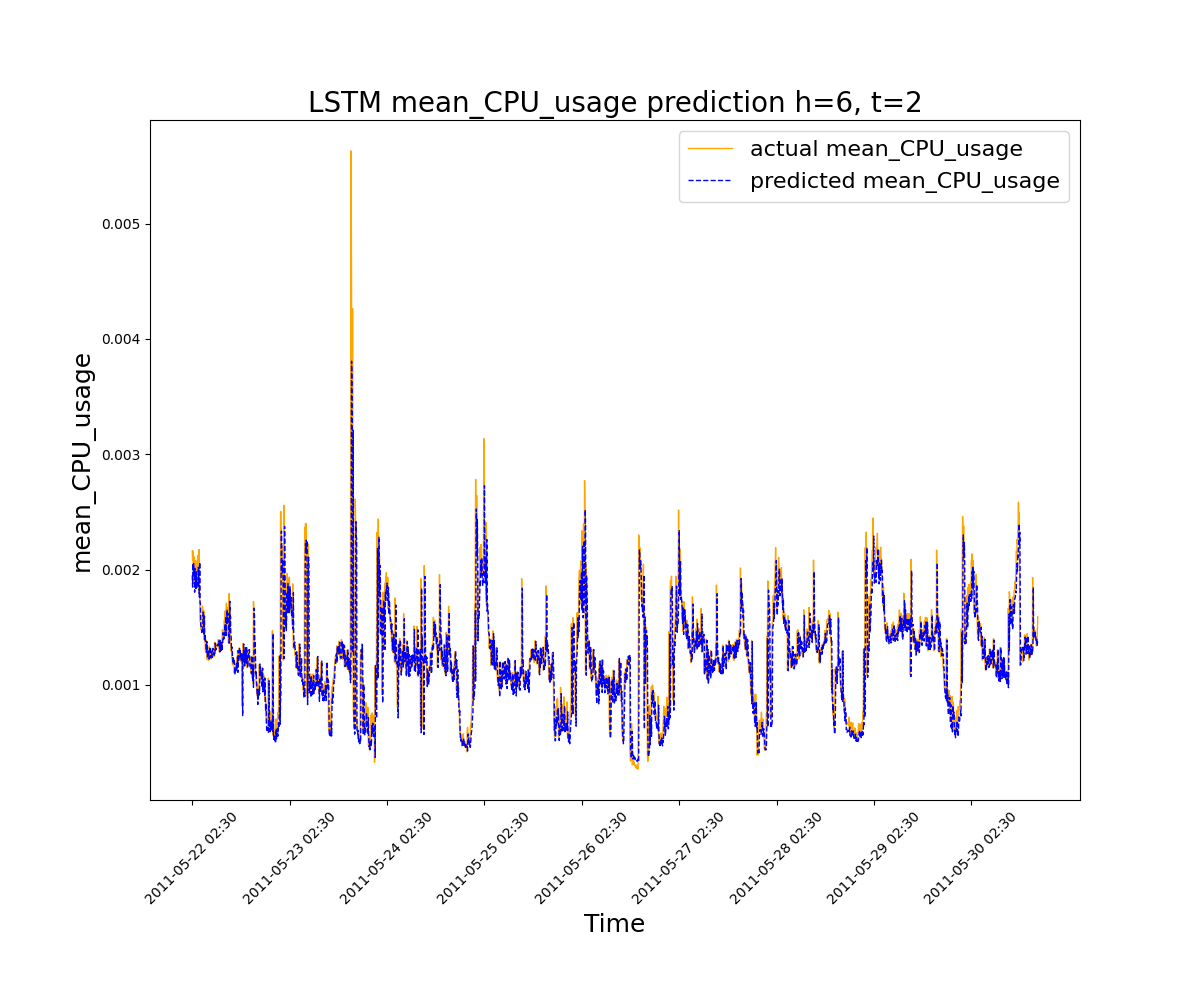 LSTM mean_CPU_usage prediction h=6, t=2
actual mean_CPU_usage
predicted mean_CPU_usage
mean_CPU_usage
0.005
0.004
0.003
0.002
0.001
2011-05-22 02:30
2011-05-23 02:30
2011-05-24 02:30
2011-05-25 02:30
2011-05-26 02:30
2011-05-27 02:30
2011-05-28 02:30
2011-05-29 02:30
2011-05-30 02:30
Time